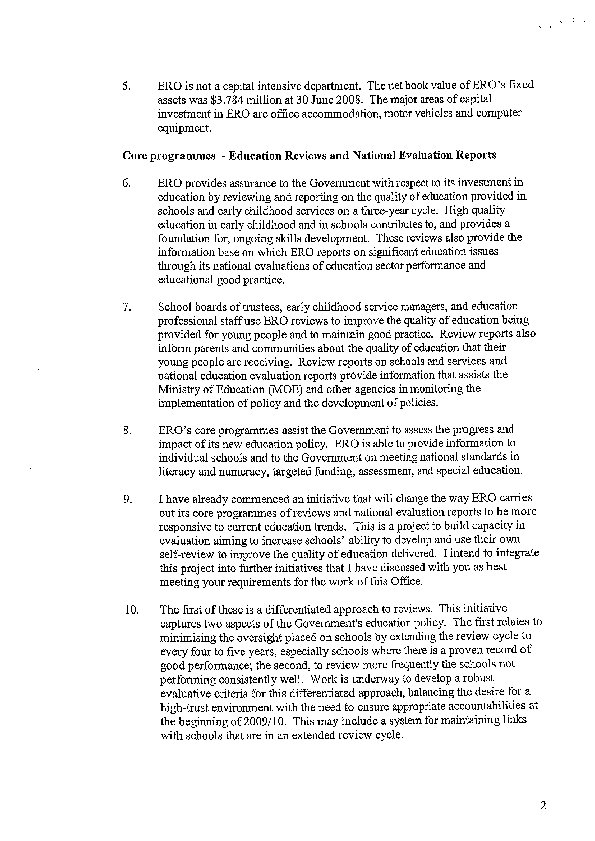 5. ERO is not a capital intensive department. The net book value of ERO's fixed
assets was $3.784 million at 30 June 2008. The major areas of capital
investment in ERO are office accommodation, motor vehicles and computer
equipment.
Core programmes - Education Reviews and National Evaluation Reports
6. ERO provides assurance to the Government with respect to its investment in
education by reviewing and reporting on the quality of education provided in
schools and early childhood services on a three-year cycle. High quality
education in early childhood and in schools contributes to, and provides a
foundation for, ongoing skills development. These reviews also provide the
information base on which ERO reports on significant education issues
through its national evaluations of education sector performance and
educational good practice.
7. School boards of trustees, early childhood service managers, and education
professional staff use ERO reviews to improve the quality of education being
provided for young people and to maintain good practice. Review reports also
inform parents and communities about the quality of education that their
young people are receiving. Review reports on schools and services and
national education evaluation reports provide information that assists the
Ministry of Education (MOE) and other agencies in monitoring the
implementation of policy and the development of policies.
8. ERO's core programmes assist the Government to assess the progress and
impact of its new education policy. ERO is able to provide information to
individual schools and to the Government on meeting national standards in
literacy and numeracy, targeted funding, assessment, and special education.
9. I have already commenced an initiative that will change the way ERO carries
out its core programmes of reviews and national evaluation reports to be more
responsive to current education trends. This is a project to build capacity in
evaluation aiming to increase schools' ability to develop and use their own
self-review to improve the quality of education delivered. I intend to integrate
this project into further initiatives that I have discussed with you as best
meeting your requirements for the work of this Office.
10. The first of these is a differentiated approach to reviews. This initiative
captures two aspects of the Government's education policy. The first relates to
minimising the oversight placed on schools by extending the review cycle to
every four to five years, especially schools where there is a proven record of
good performance; the second, to review more frequently the schools not
performing consistently well. Work is underway to develop a robust
evaluative criteria for this differentiated approach, balancing the desire for a
high-trust environment with the need to ensure appropriate accountabilities at
the beginning of 2009/10. This may include a system for maintaining links
with schools that are in an extended review cycle.
2